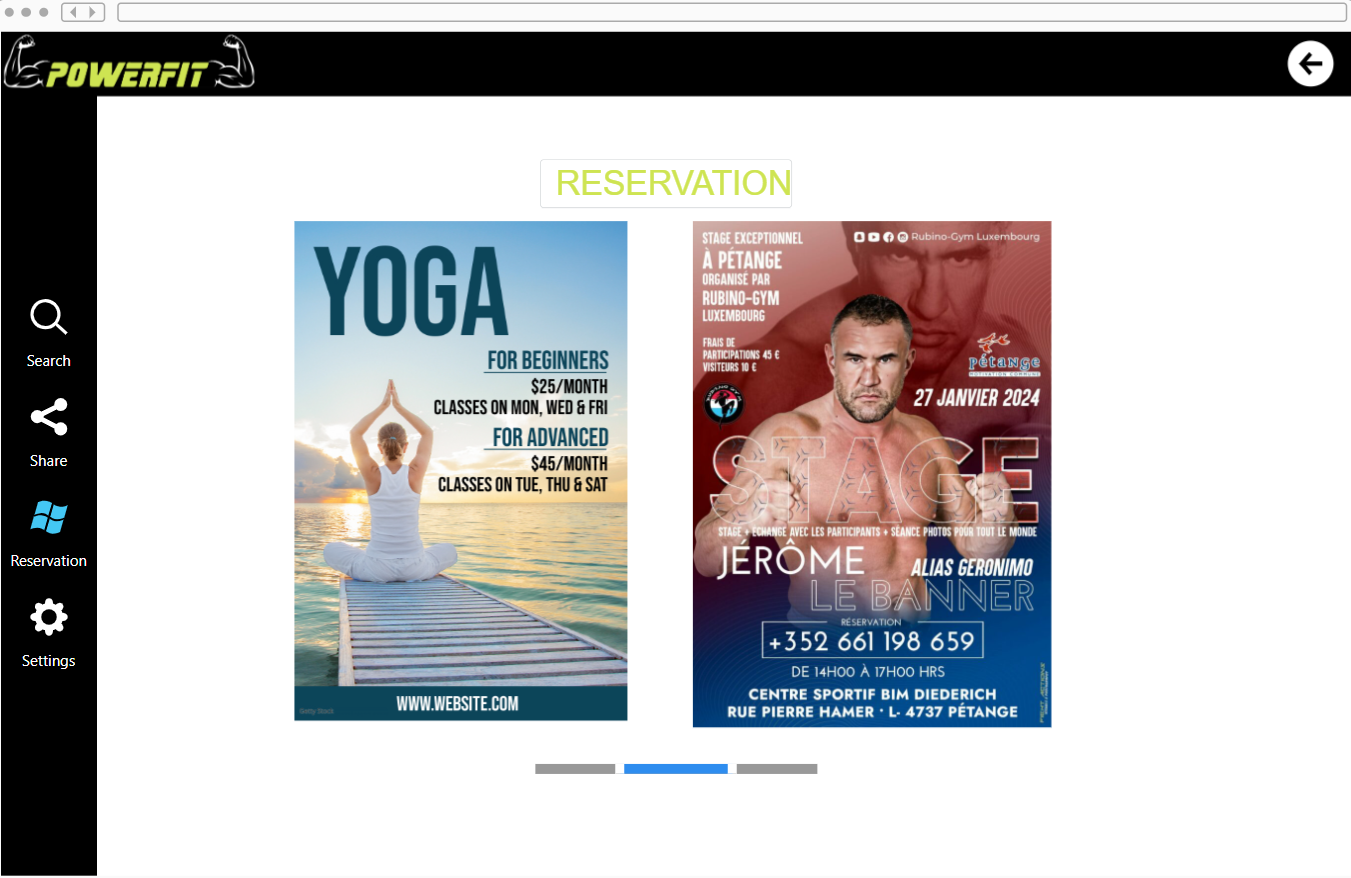 POWERFIT
RESERVATION
Search
Share
Reservation
Settings
YOGA
FOR BEGINNERS
$25/MONTH
CLASSES ON MON, WED & FRI
FOR ADVANCED
$45/MONTH
CLASSES ON TUE, THU & SAT
WWW.WEBSITE.COM
Getty Stock
STAGE EXCEPTIONNEL
À PÉTANGE
ORGANISÉ PAR
RUBINO-GYM
LUXEMBOURG
Rubino-Gym Luxembourg
FRAIS DE
PARTICIPATIONS 45 €
VISITEURS 10 €
pétange
27 JANVIER 2024
STAGE
STAGE + ÉCHANGE AVEC LES PARTICIPANTS + SÉANCE PHOTOS POUR TOUT LE MONDE
JÉRÔME
ALIAS GERONIMO
LE BANNER
RÉSERVATION
+352 661 198 659
DE 14H00 À 17H00 HRS
CENTRE SPORTIF BIM DIEDERICH
RUE PIERRE HAMER · L- 4737 PÉTANGE